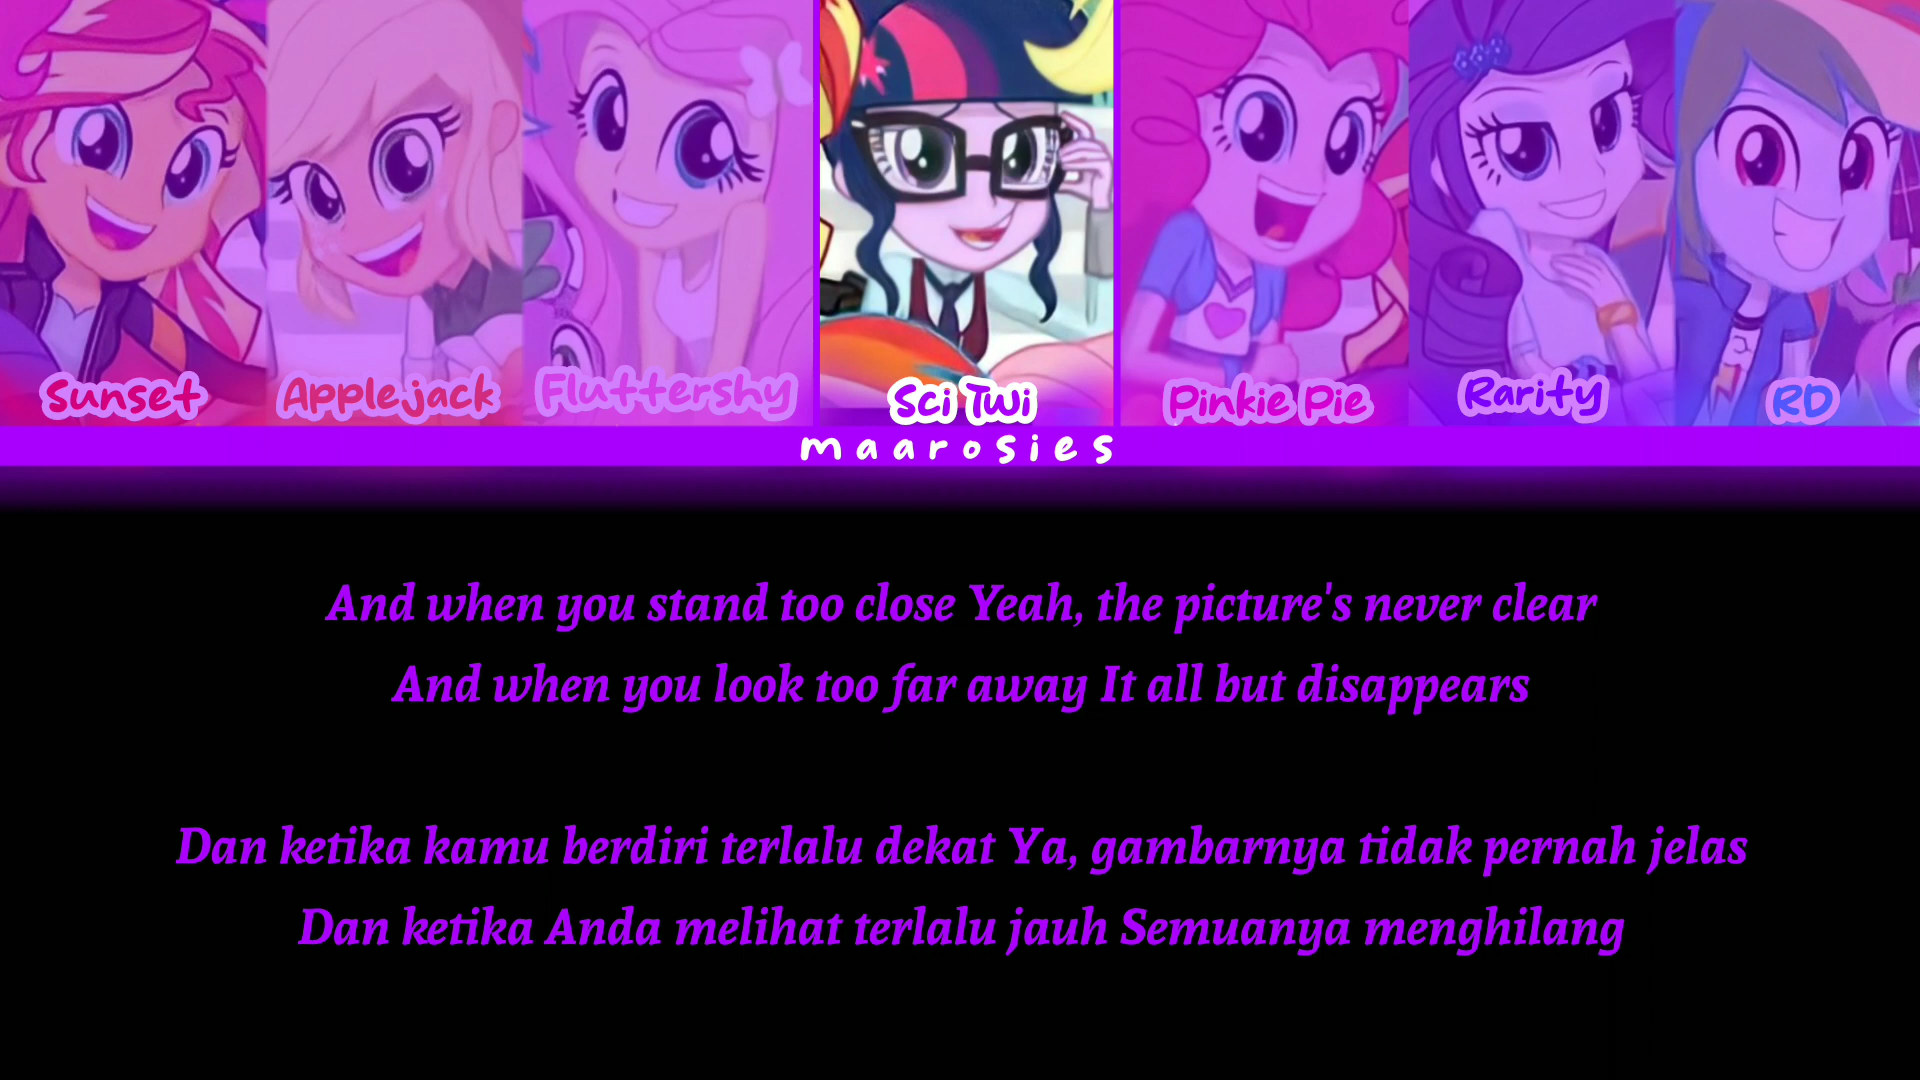 Sunset Applejack Fluttershy Sci Twi Pinkie Pie Rarity RD
maarosies
And when you stand too close Yeah, the picture's never clear
And when you look too far away It all but disappears
Dan ketika kamu berdiri terlalu dekat Ya, gambarnya tidak pernah jelas
Dan ketika Anda melihat terlalu jauh Semuanya menghilang